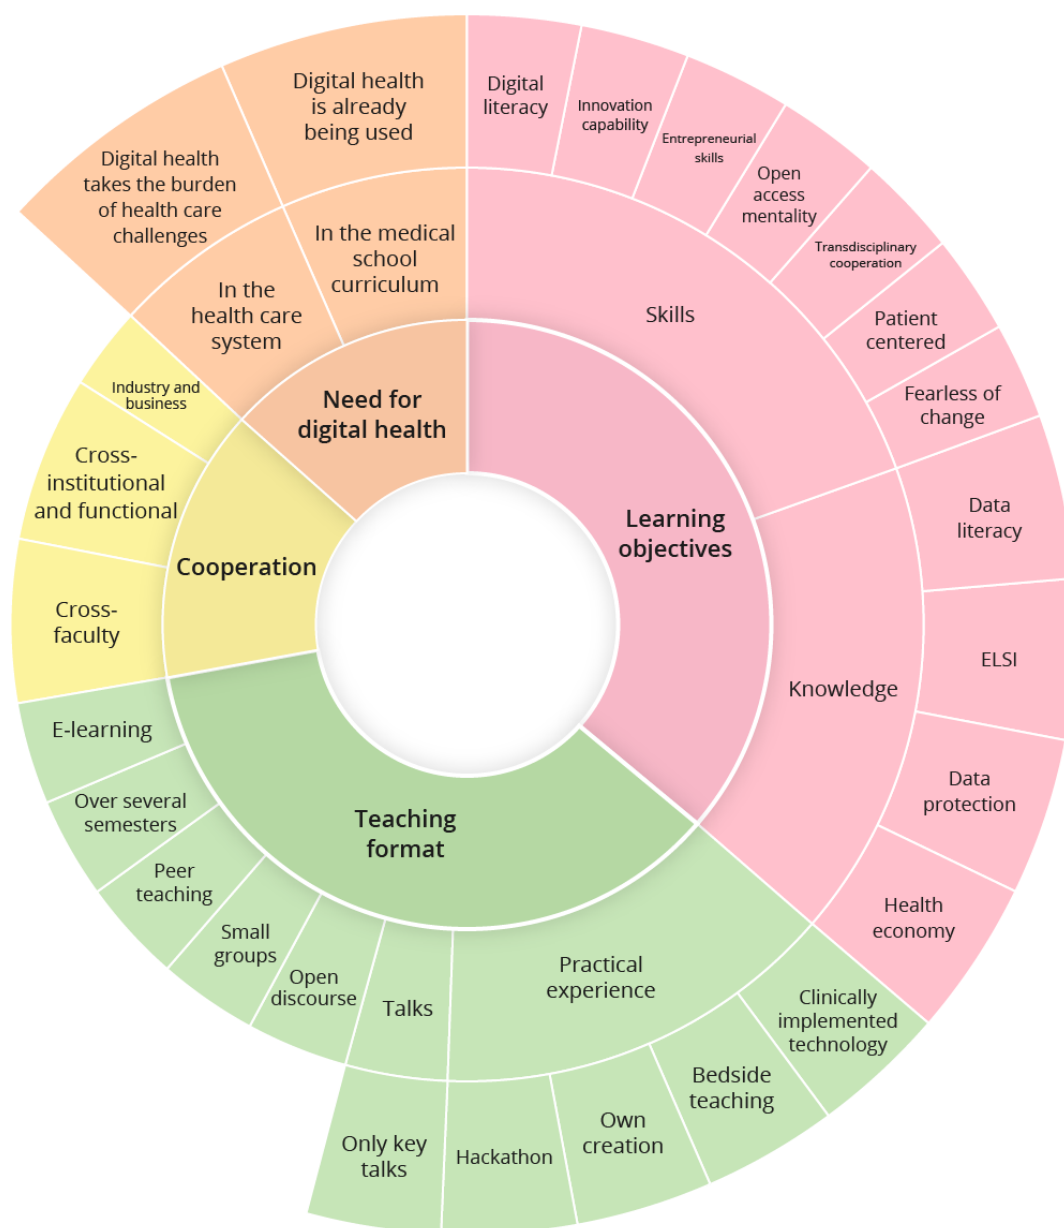 Digital health
is already
being used
Digital health
takes the burden
of health care
challenges
In the medical
school
curriculum
In the
health care
system
Need for
digital health
Digital
literacy
Innovation
capability
Entrepreneurial
skills
Open
access
mentality
Transdisciplinary
cooperation
Patient
centered
Fearless of
change
Skills
Learning
objectives
Knowledge
Data
literacy
ELSI
Data
protection
Health
economy
Industry and
business
Cross-
institutional
and functional
Cross-
faculty
Cooperation
Teaching
format
E-learning
Over several
semesters
Peer
teaching
Small
groups
Open
discourse
Talks
Only key
talks
Practical
experience
Hackathon
Own
creation
Bedside
teaching
Clinically
implemented
technology